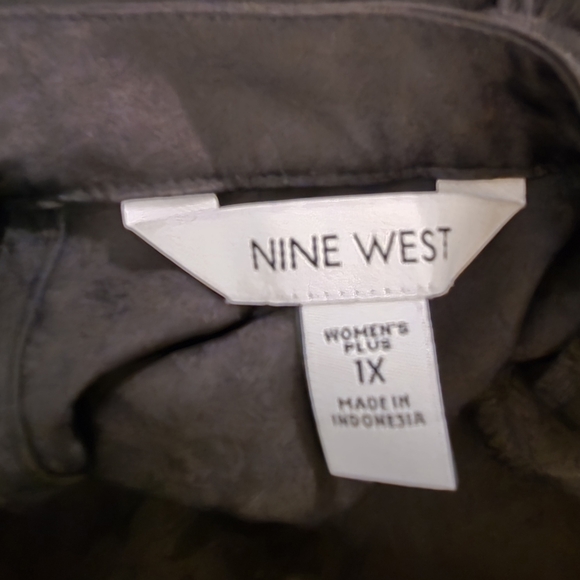 NINE WEST
WOMEN'S
PLUS
1X
MADE IN
INDONESIA